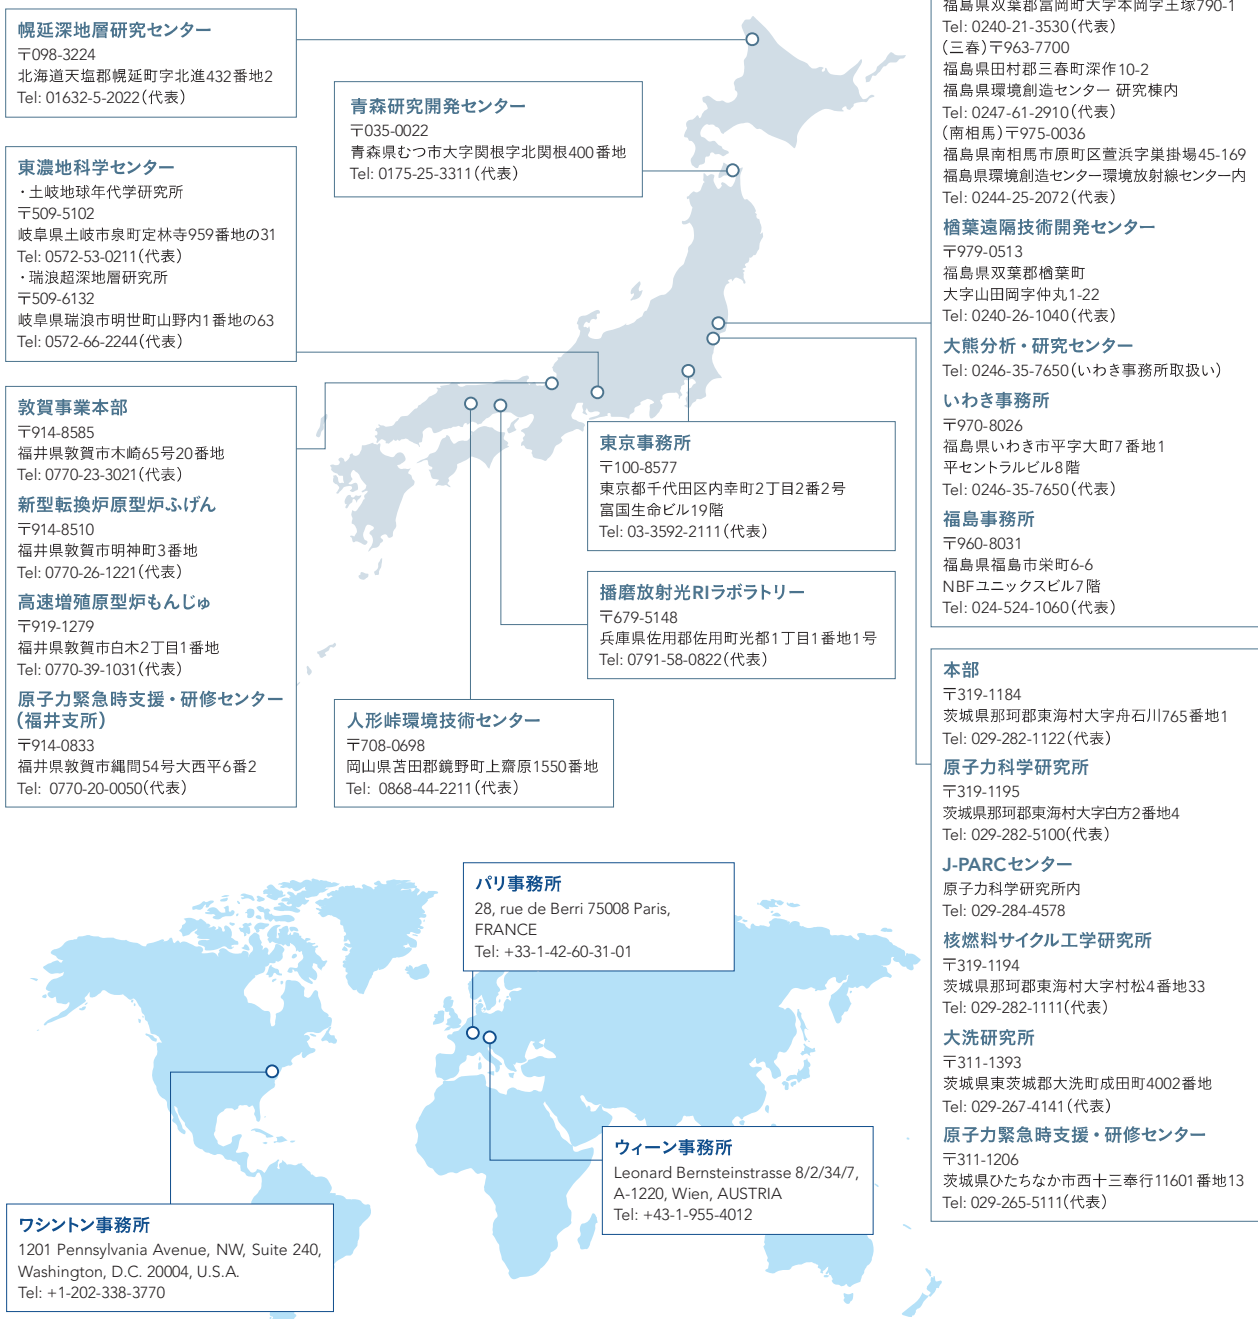 幌延深地層研究センター
〒098-3224
北海道天塩郡幌延町字北進432番地2
Tel: 01632-5-2022(代表)
青森研究開発センター
〒035-0022
青森県むつ市大字関根字北関根400番地
Tel: 0175-25-3311(代表)
東濃地科学センター
・土岐地球年代学研究所
〒509-5102
岐阜県土岐市泉町定林寺959番地の31
Tel: 0572-53-0211(代表)
・瑞浪超深地層研究所
〒509-6132
岐阜県瑞浪市明世町山野内1番地の63
Tel: 0572-66-2244(代表)
敦賀事業本部
〒914-8585
福井県敦賀市木崎65号20番地
Tel: 0770-23-3021(代表)
新型転換炉原型炉ふげん
〒914-8510
福井県敦賀市明神町3番地
Tel: 0770-26-1221(代表)
高速増殖原型炉もんじゅ
〒919-1279
福井県敦賀市白木2丁目1番地
Tel: 0770-39-1031(代表)
原子力緊急時支援・研修センター
(福井支所)
〒914-0833
福井県敦賀市縄間54号大西平6番2
Tel: 0770-20-0050(代表)
東京事務所
〒100-8577
東京都千代田区内幸町2丁目2番2号
富国生命ビル19階
Tel: 03-3592-2111(代表)
播磨放射光RIラボラトリー
〒679-5148
兵庫県佐用郡佐用町光都1丁目1番地1号
Tel: 0791-58-0822(代表)
人形峠環境技術センター
〒708-0698
岡山県苫田郡鏡野町上齋原1550番地
Tel: 0868-44-2211(代表)
福島県双葉郡富岡町大字本岡字王塚790-1
Tel: 0240-21-3530(代表)
(三春)〒963-7700
福島県田村郡三春町深作10-2
福島県環境創造センター 研究棟内
Tel: 0247-61-2910(代表)
(南相馬)〒975-0036
福島県南相馬市原町区萱浜字巣掛場45-169
福島県環境創造センター環境放射線センター内
Tel: 0244-25-2072(代表)
楢葉遠隔技術開発センター
〒979-0513
福島県双葉郡楢葉町
大字山田岡字仲丸1-22
Tel: 0240-26-1040(代表)
大熊分析・研究センター
Tel: 0246-35-7650(いわき事務所取扱い)
いわき事務所
〒970-8026
福島県いわき市平字大町7番地1
平セントラルビル8階
Tel: 0246-35-7650(代表)
福島事務所
〒960-8031
福島県福島市栄町6-6
NBFユニックスビル7階
Tel: 024-524-1060(代表)
本部
〒319-1184
茨城県那珂郡東海村大字舟石川765番地1
Tel: 029-282-1122(代表)
原子力科学研究所
〒319-1195
茨城県那珂郡東海村大字白方2番地4
Tel: 029-282-5100(代表)
J-PARCセンター
原子力科学研究所内
Tel: 029-284-4578
核燃料サイクル工学研究所
〒319-1194
茨城県那珂郡東海村大字村松4番地33
Tel: 029-282-1111(代表)
大洗研究所
〒311-1393
茨城県東茨城郡大洗町成田町4002番地
Tel: 029-267-4141(代表)
原子力緊急時支援・研修センター
〒311-1206
茨城県ひたちなか市西十三奉行11601番地13
Tel: 029-265-5111(代表)
パリ事務所
28, rue de Berri 75008 Paris,
FRANCE
Tel: +33-1-42-60-31-01
ウィーン事務所
Leonard Bernsteinstrasse 8/2/34/7,
A-1220, Wien, AUSTRIA
Tel: +43-1-955-4012
ワシントン事務所
1201 Pennsylvania Avenue, NW, Suite 240,
Washington, D.C. 20004, U.S.A.
Tel: +1-202-338-3770